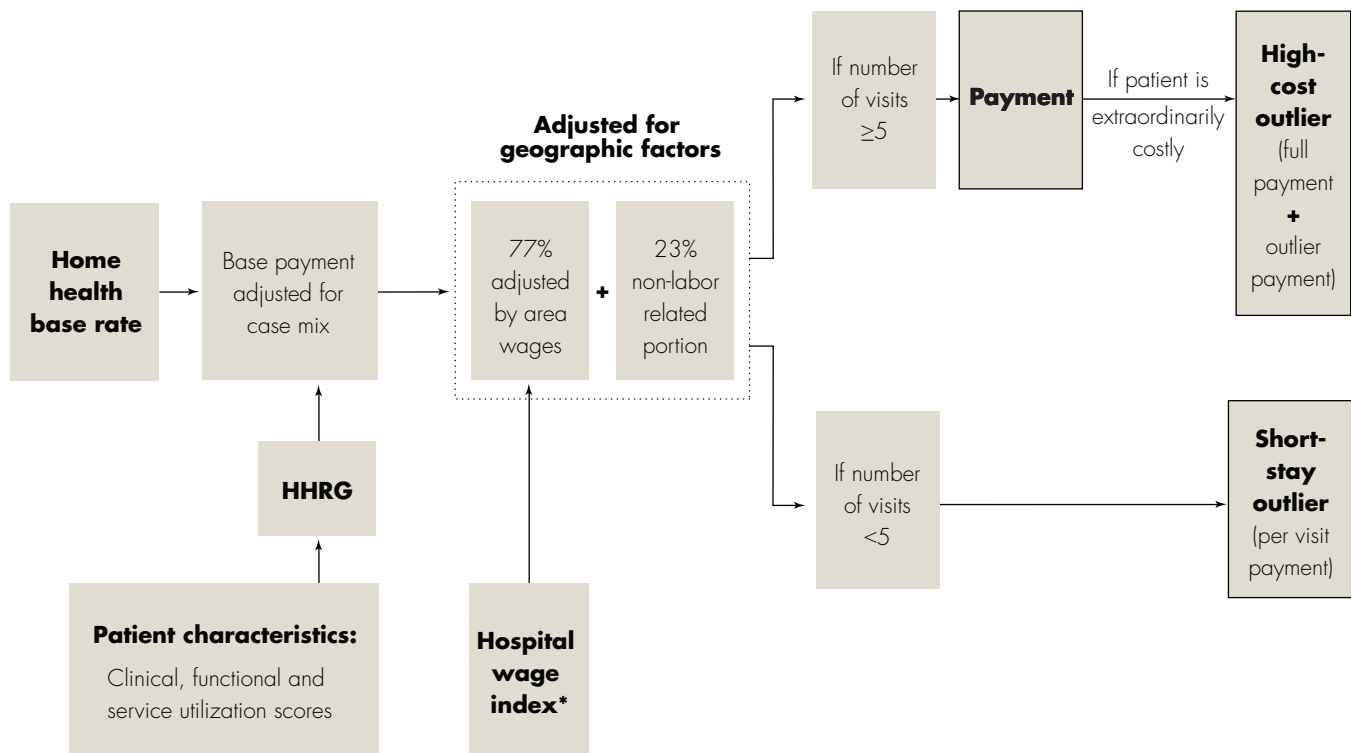 Home
health
base rate
Base payment
adjusted for
case mix
HHRG
Patient characteristics:
Clinical, functional and
service utilization scores
Adjusted for
geographic factors
77%
adjusted
by area
wages
+
23%
non-labor
related
portion
Hospital
wage
index*
If number
of visits
≥5
Payment
If patient is
extraordinarily
costly
High-
cost
outlier
(full
payment
+
outlier
payment)
If number
of visits
<5
Short-
stay
outlier
(per visit
payment)